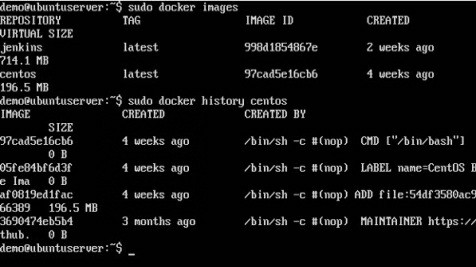 demo@ubuntuserver:~$ sudo docker images
REPOSITORY TAG IMAGE ID CREATED
VIRTUAL SIZE
jenkins latest 998d1854867e 2 weeks ago
714.1 MB
centos latest 97cad5e16cb6 4 weeks ago
196.5 MB
demo@ubuntuserver:~$ sudo docker history centos
IMAGE CREATED CREATED BY
SIZE
97cad5e16cb6 4 weeks ago /bin/sh -c #(nop) CMD ["/bin/bash"]
0 B
05fe84bf6d3f 4 weeks ago /bin/sh -c #(nop) LABEL name=CentOS B
e Ima 0 B
af0819ed1fac 4 weeks ago /bin/sh -c #(nop) ADD file:54df3580ac9
66389 196.5 MB
3690474eb5b4 3 months ago /bin/sh -c #(nop) MAINTAINER https://
thub. 0 B
demo@ubuntuserver:~$ _